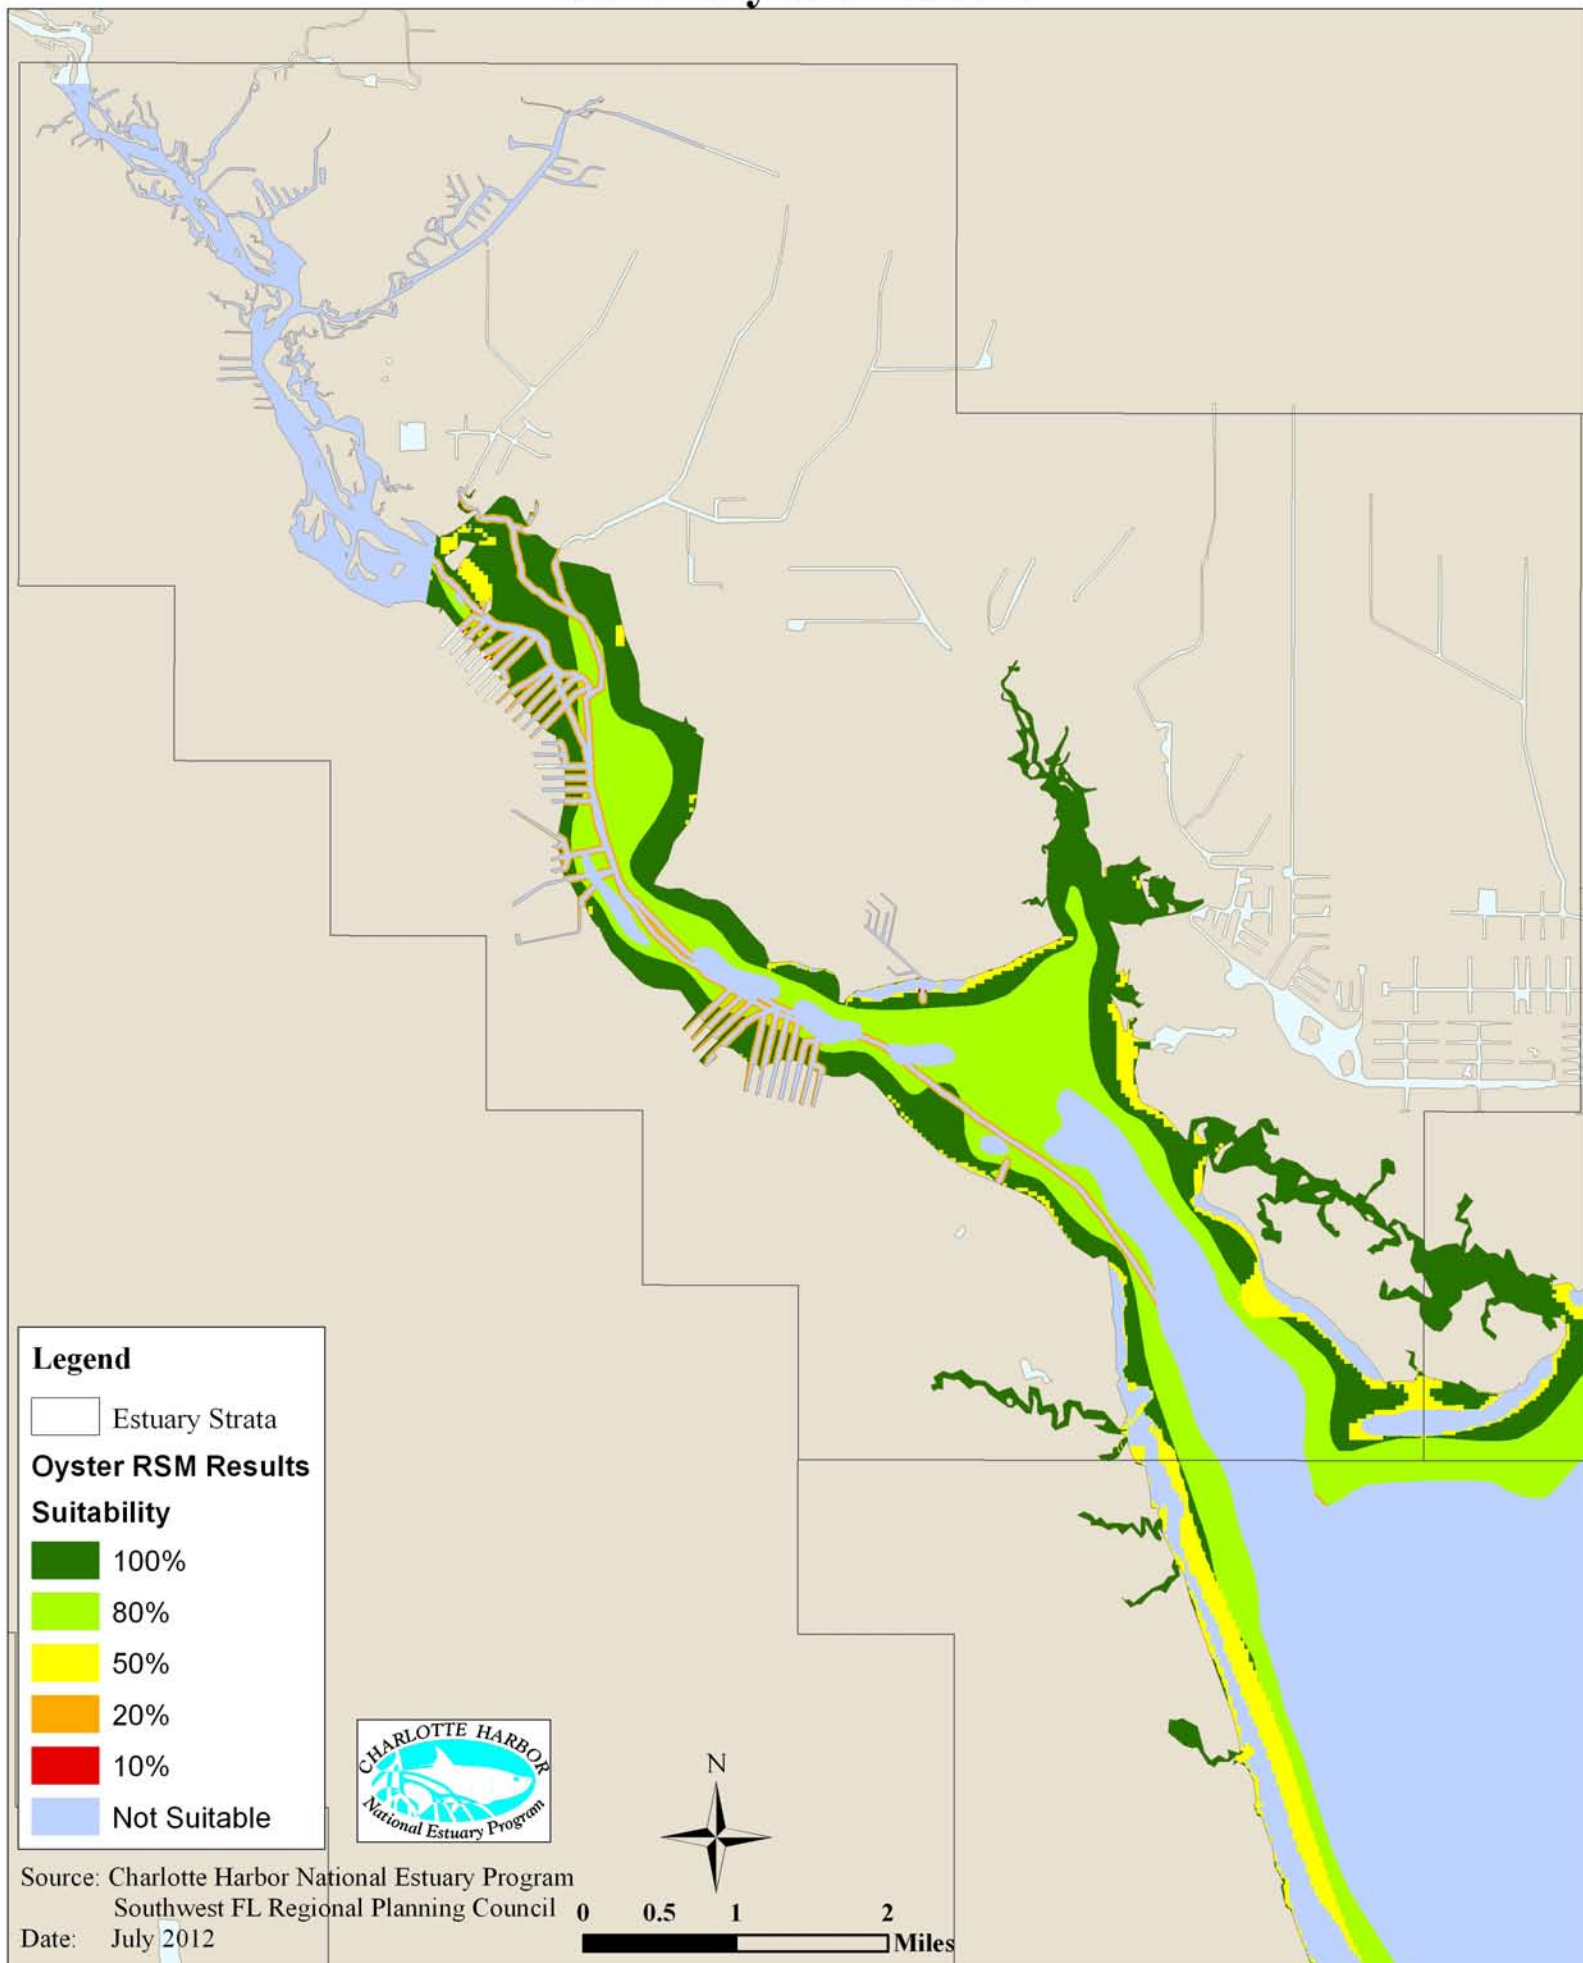 Legend
Estuary Strata
Oyster RSM Results
Suitability
100%
80%
50%
20%
10%
Not Suitable
CHARLOTTE HARBOR
National Estuary Program
N
Source: Charlotte Harbor National Estuary Program
Southwest FL Regional Planning Council
Date: July 2012
0 0.5 1 2
Miles